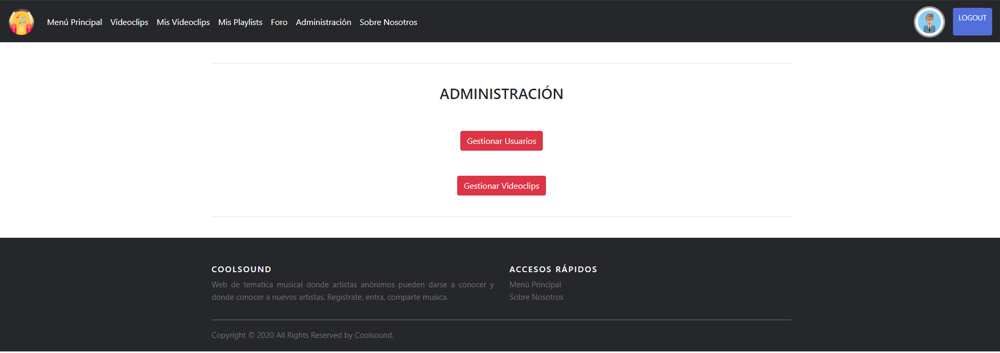 Menú Principal Videoclips Mis Videoclips Mis Playlists Foro Administración Sobre Nosotros LOGOUT
ADMINISTRACIÓN
Gestionar Usuarios
Gestionar Videoclips
COOLSOUND
Web de tematica musical donde artistas anónimos pueden darse a conocer y
donde conocer a nuevos artistas. Registrate, entra, comparte musica.
ACCESOS RÁPIDOS
Menú Principal
Sobre Nosotros
Copyright © 2020 All Rights Reserved by Coolsound.